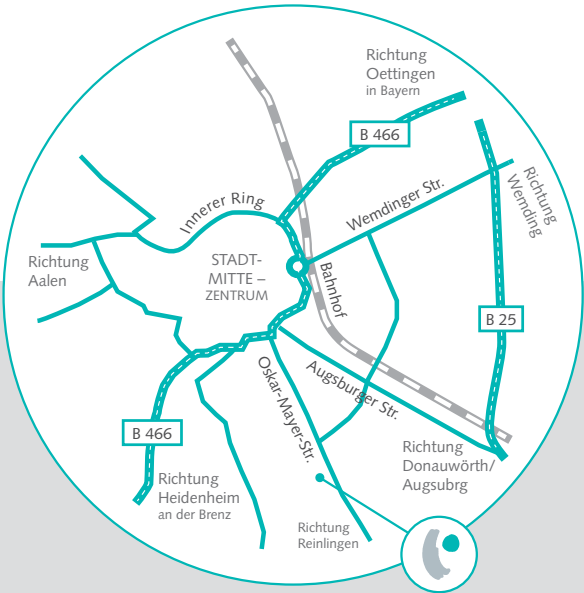 Richtung
Oettingen
in Bayern
B 466
Wemdinger Str.
Richtung
Wemding
Innerer Ring
Richtung
Aalen
STADT-
MITTE –
ZENTRUM
Bahnhof
B 25
Oskar-Mayer-Str.
Augsburger Str.
B 466
Richtung
Donauwörth/
Augsubrg
Richtung
Heidenheim
an der Brenz
Richtung
Reinlingen